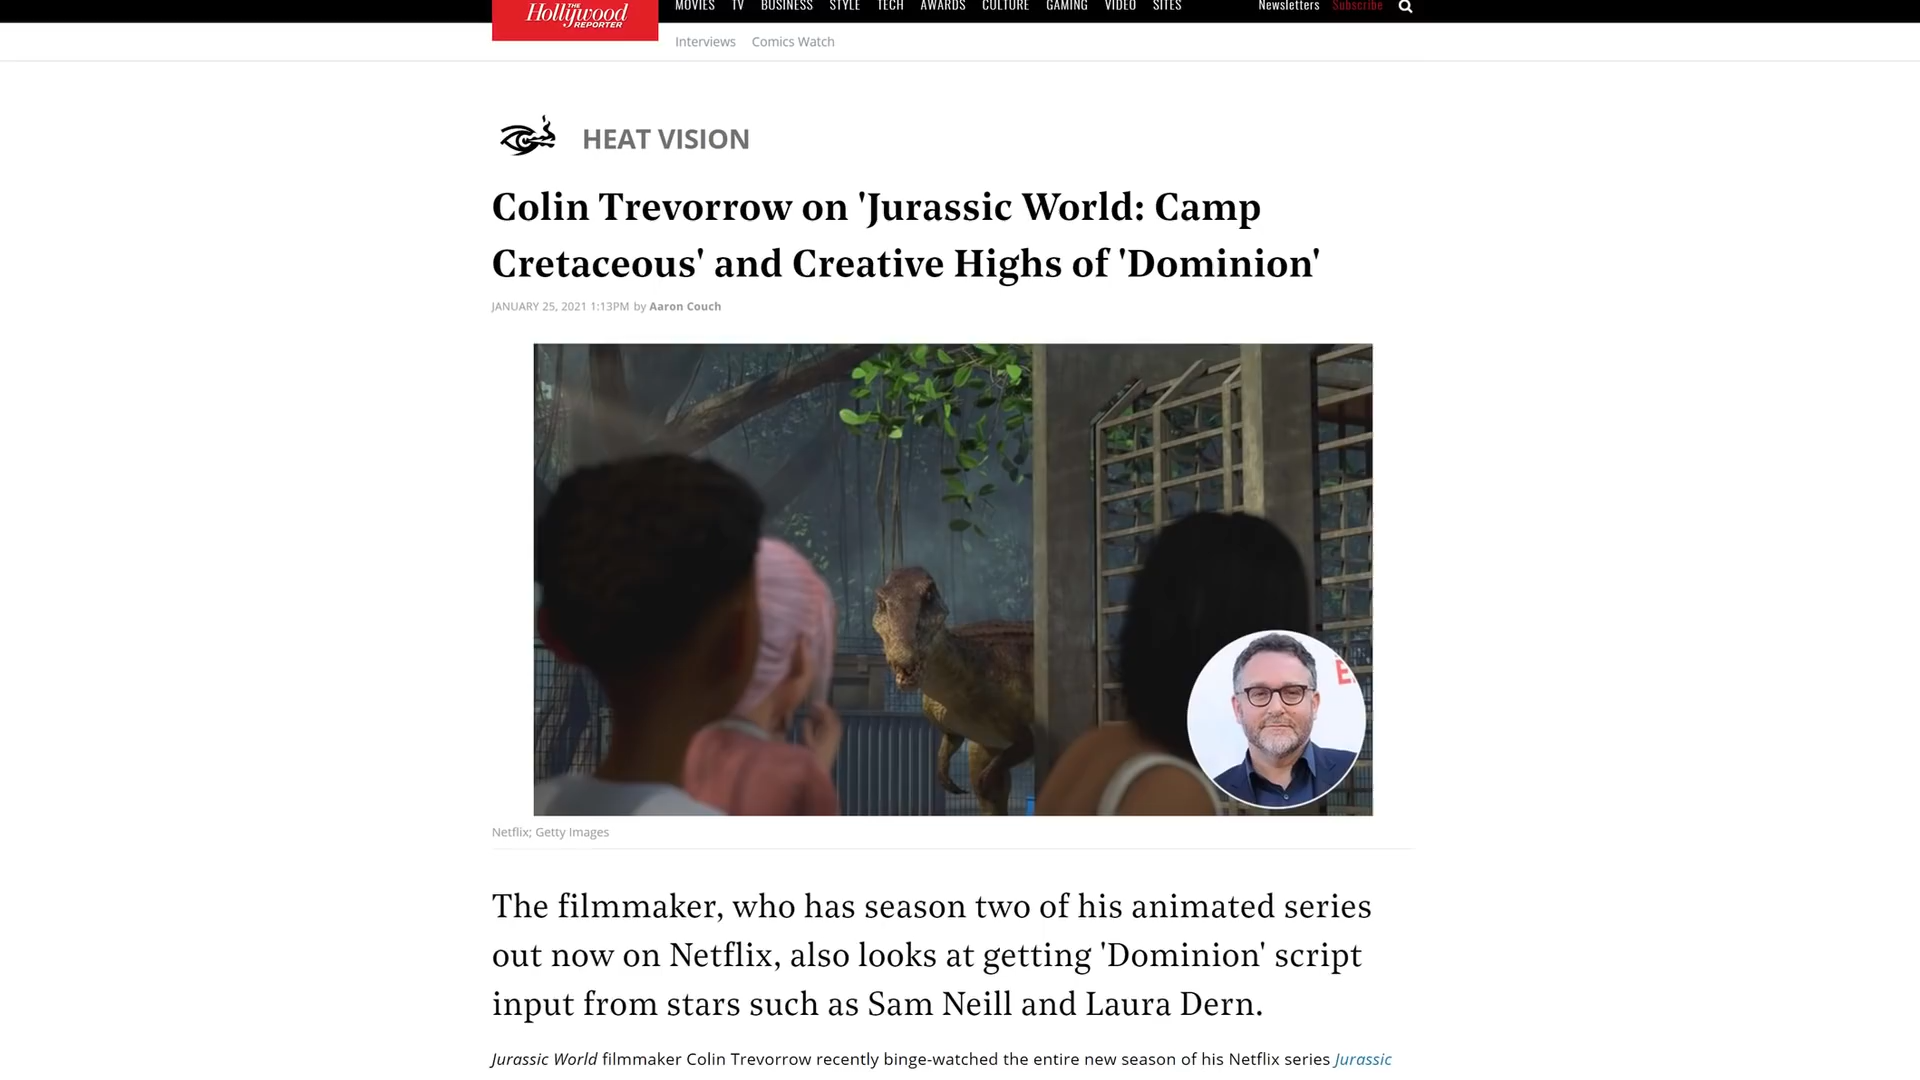 The Hollywood REPORTER
MOVIES TV BUSINESS STYLE TECH AWARDS CULTURE GAMING VIDEO SITES Newsletters Subscribe
Interviews Comics Watch
HEAT VISION
Colin Trevorrow on 'Jurassic World: Camp
Cretaceous' and Creative Highs of 'Dominion'
JANUARY 25, 2021 1:13PM by Aaron Couch
E
Netflix; Getty Images
The filmmaker, who has season two of his animated series
out now on Netflix, also looks at getting 'Dominion' script
input from stars such as Sam Neill and Laura Dern.
Jurassic World filmmaker Colin Trevorrow recently binge-watched the entire new season of his Netflix series Jurassic